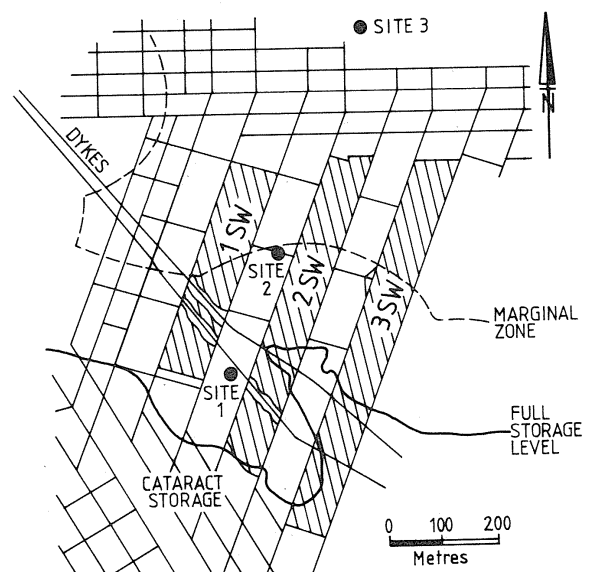 SITE 3
N
DYKES
1 SW
SITE
2
2 SW
3 SW
MARGINAL
ZONE
SITE
1
FULL
STORAGE
LEVEL
CATARACT
STORAGE
0 100 200
Metres